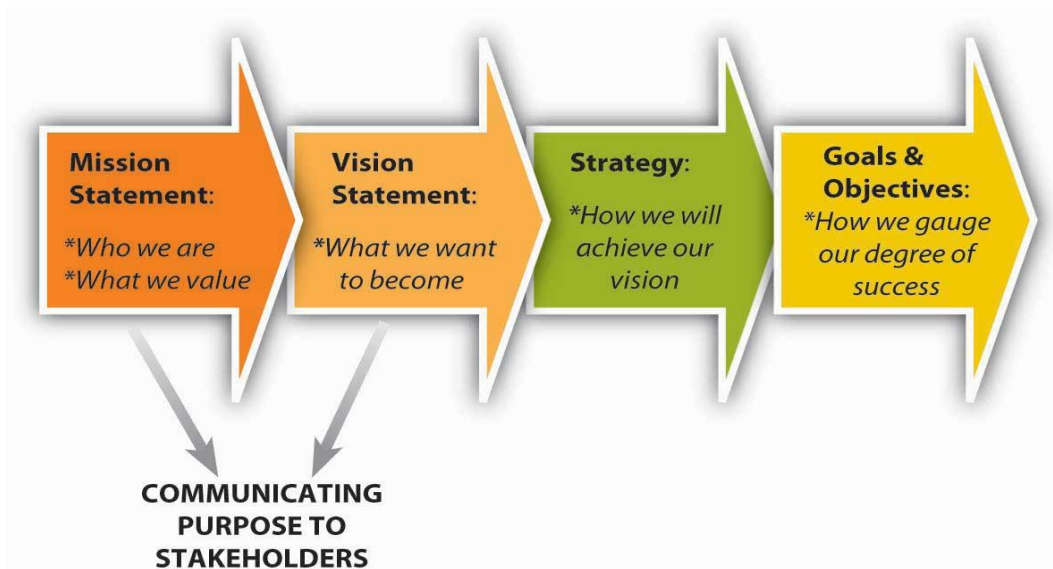 Mission
Statement:
*Who we are
*What we value
Vision
Statement:
*What we want
to become
Strategy:
*How we will
achieve our
vision
Goals &
Objectives:
*How we gauge
our degree of
success
COMMUNICATING
PURPOSE TO
STAKEHOLDERS